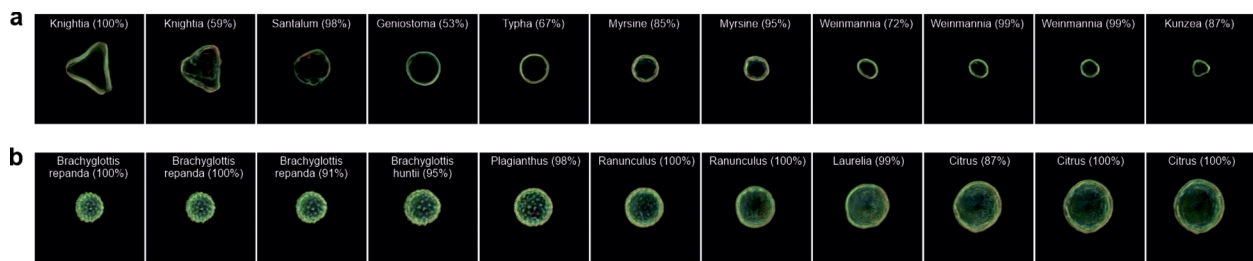 a
Knightia (100%)
Knightia (59%)
Santalum (98%)
Geniostoma (53%)
Typha (67%)
Myrsine (85%)
Myrsine (95%)
Weinmannia (72%)
Weinmannia (99%)
Weinmannia (99%)
Kunzea (87%)
b
Brachyglottis
repanda (100%)
Brachyglottis
repanda (100%)
Brachyglottis
repanda (91%)
Brachyglottis
huntii (95%)
Plagianthus (98%)
Ranunculus (100%)
Ranunculus (100%)
Laurelia (99%)
Citrus (87%)
Citrus (100%)
Citrus (100%)